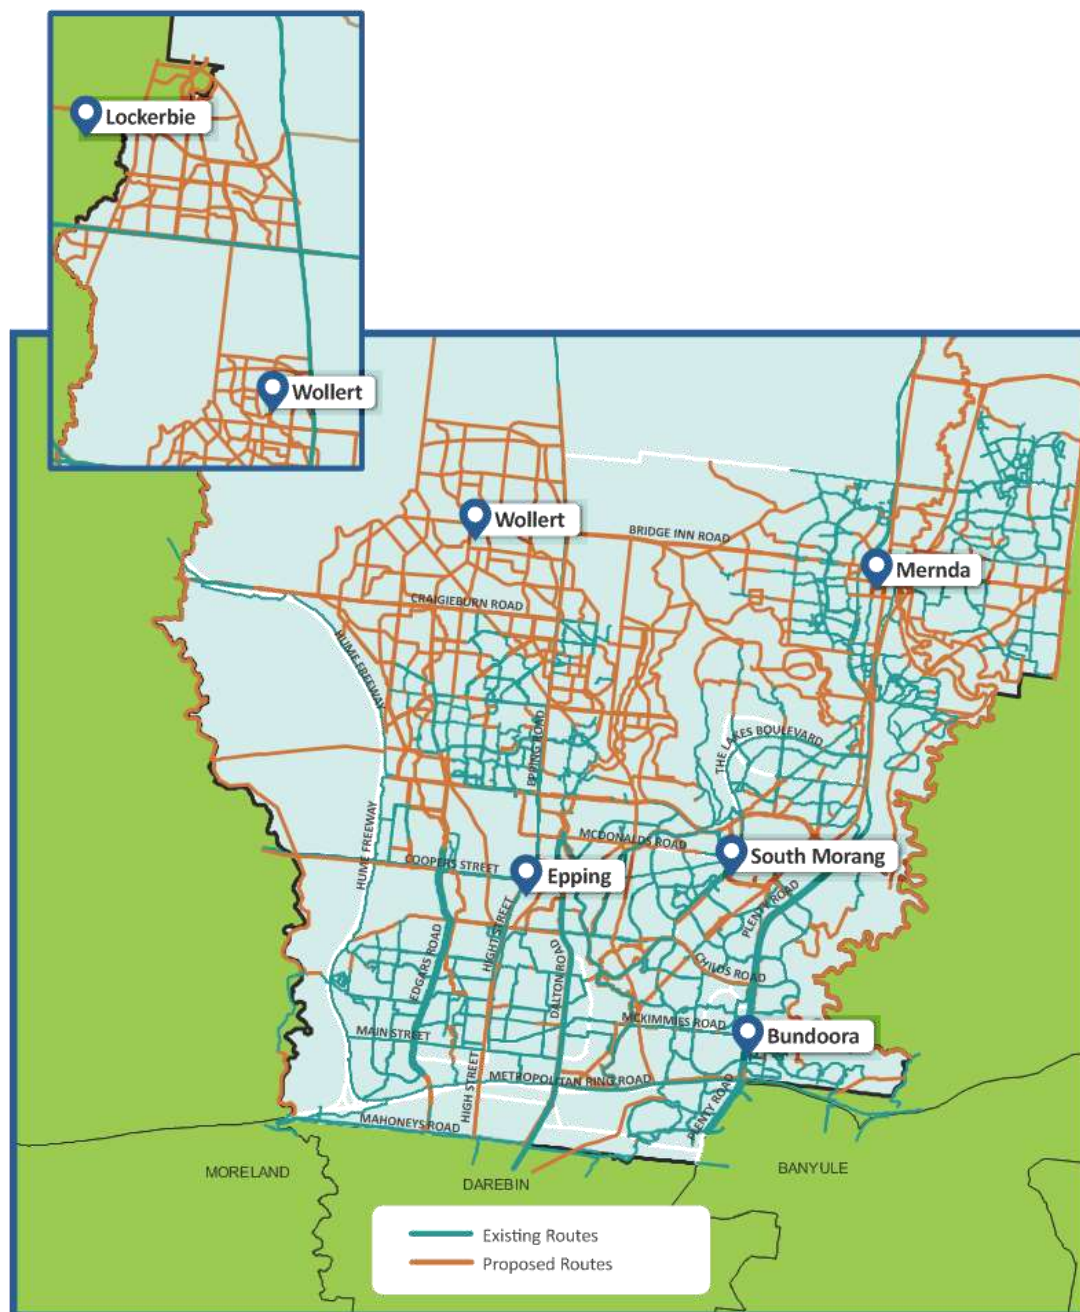 Lockerbie
Wollert
Wollert
BRIDGE INN ROAD
Mernda
CRAIGIEBURN ROAD
HUME FREEWAY
THE LAKES BOULEVARD
EPPING ROAD
MCDONALDS ROAD
HUME FREEWAY
COOPERS STREET
South Morang
Epping
PLENTY ROAD
HIGH STREET
EDGARS ROAD
DALTON ROAD
CHILDS ROAD
MCKIMMIES ROAD
MAIN STREET
Bundoora
METROPOLITAN RING ROAD
HIGH STREET
PLENTY ROAD
MAHONEYS ROAD
MORELAND
DAREBIN
BANYULE
Existing Routes
Proposed Routes